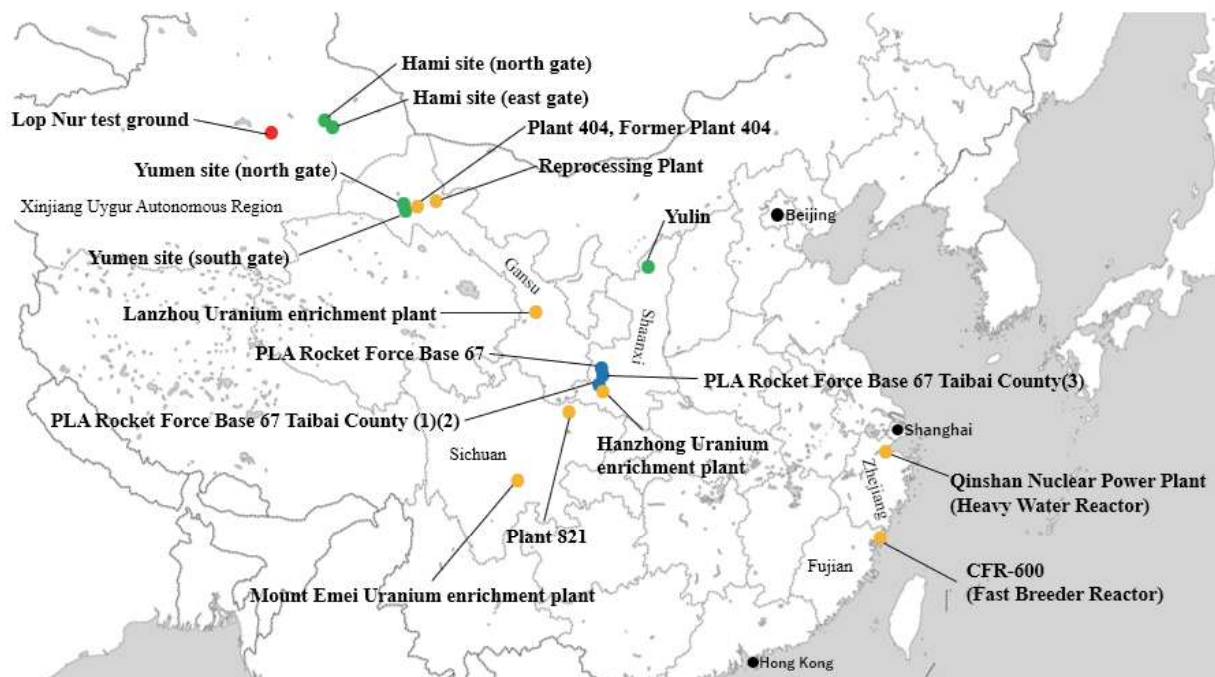 Hami site (north gate)
Hami site (east gate)
Lop Nur test ground
Plant 404, Former Plant 404
Yumen site (north gate)
Reprocessing Plant
Xinjiang Uygur Autonomous Region
Beijing
Yulin
Yumen site (south gate)
Gansu
Lanzhou Uranium enrichment plant
Shaanxi
PLA Rocket Force Base 67
PLA Rocket Force Base 67 Taibai County(3)
PLA Rocket Force Base 67 Taibai County (1)(2)
Shanghai
Hanzhong Uranium
enrichment plant
Sichuan
Zhejiang
Qinshan Nuclear Power Plant
(Heavy Water Reactor)
Plant 821
Fujian
CFR-600
(Fast Breeder Reactor)
Mount Emei Uranium enrichment plant
Hong Kong